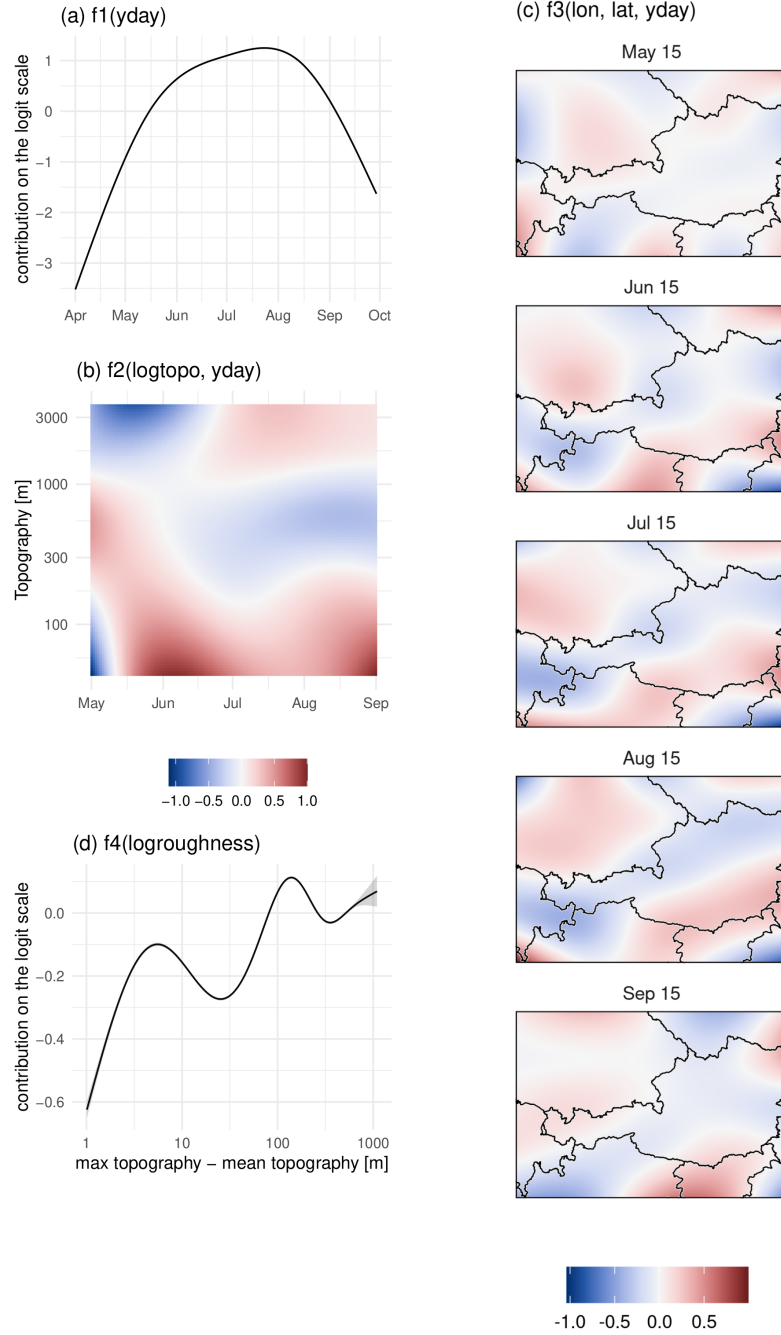 (a) f1(yday)
contribution on the logit scale
1
0
−1
−2
−3
Apr May Jun Jul Aug Sep Oct
(b) f2(logtopo, yday)
Topography [m]
3000
1000
300
100
May Jun Jul Aug Sep
−1.0 −0.5 0.0 0.5 1.0
(d) f4(logroughness)
contribution on the logit scale
0.0
−0.2
−0.4
−0.6
1 10 100 1000
max topography − mean topography [m]
(c) f3(lon, lat, yday)
May 15
Jun 15
Jul 15
Aug 15
Sep 15
-1.0 -0.5 0.0 0.5